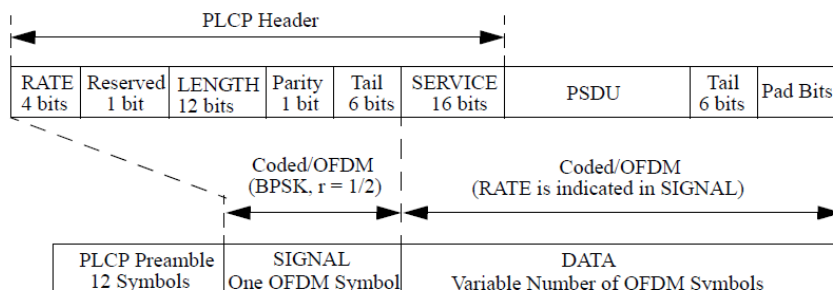 PLCP Header
RATE Reserved LENGTH Parity Tail SERVICE PSDU Tail Pad Bits
4 bits 1 bit 12 bits 1 bit 6 bits 16 bits 6 bits
Coded/OFDM Coded/OFDM
(BPSK, r = 1/2) (RATE is indicated in SIGNAL)
PLCP Preamble SIGNAL DATA
12 Symbols One OFDM Symbol Variable Number of OFDM Symbols